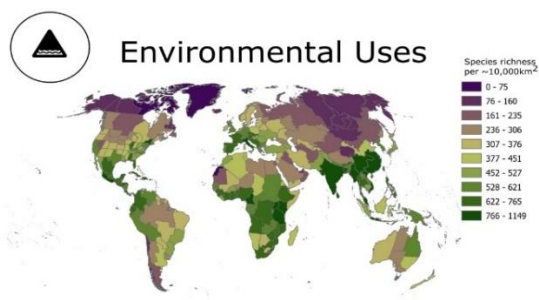 Environmental Uses
Species richness
per ~10,000km2
0 - 75
76 - 160
161 - 235
236 - 306
307 - 376
377 - 451
452 - 527
528 - 621
622 - 765
766 - 1149